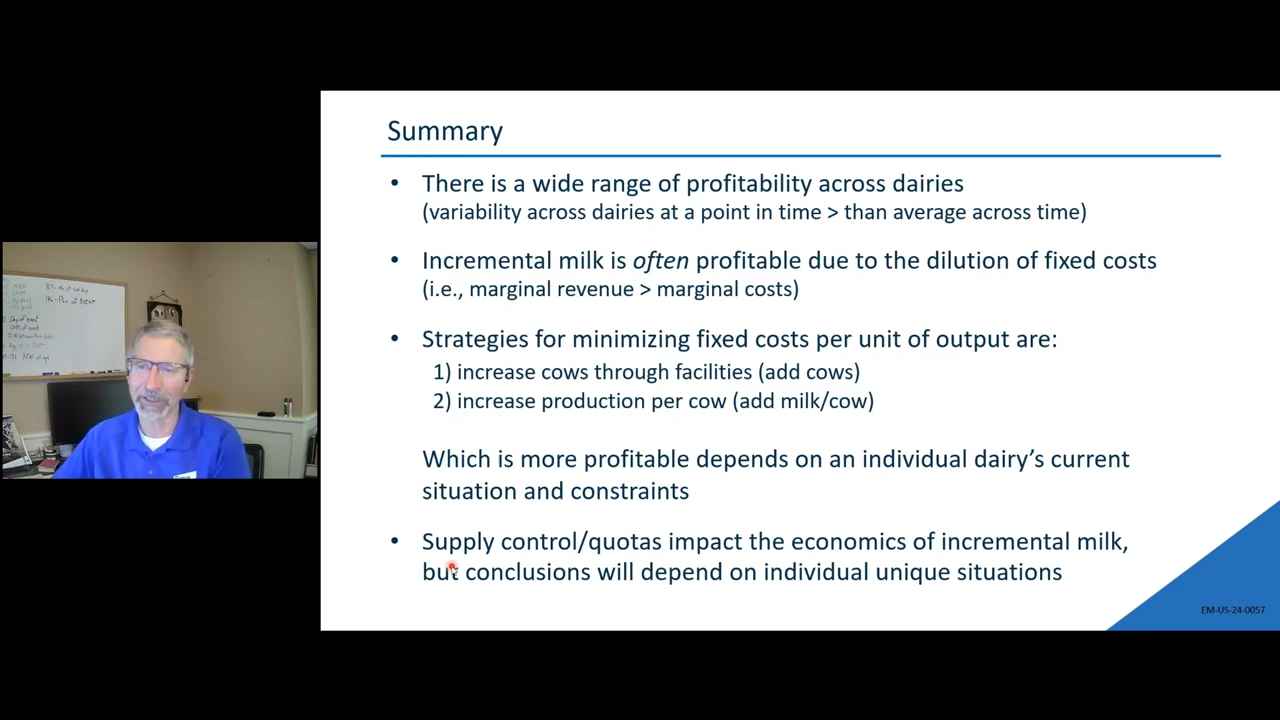 Summary
• There is a wide range of profitability across dairies
(variability across dairies at a point in time > than average across time)
• Incremental milk is often profitable due to the dilution of fixed costs
(i.e., marginal revenue > marginal costs)
• Strategies for minimizing fixed costs per unit of output are:
1) increase cows through facilities (add cows)
2) increase production per cow (add milk/cow)
Which is more profitable depends on an individual dairy’s current
situation and constraints
• Supply control/quotas impact the economics of incremental milk,
but conclusions will depend on individual unique situations
EM-US-24-0057